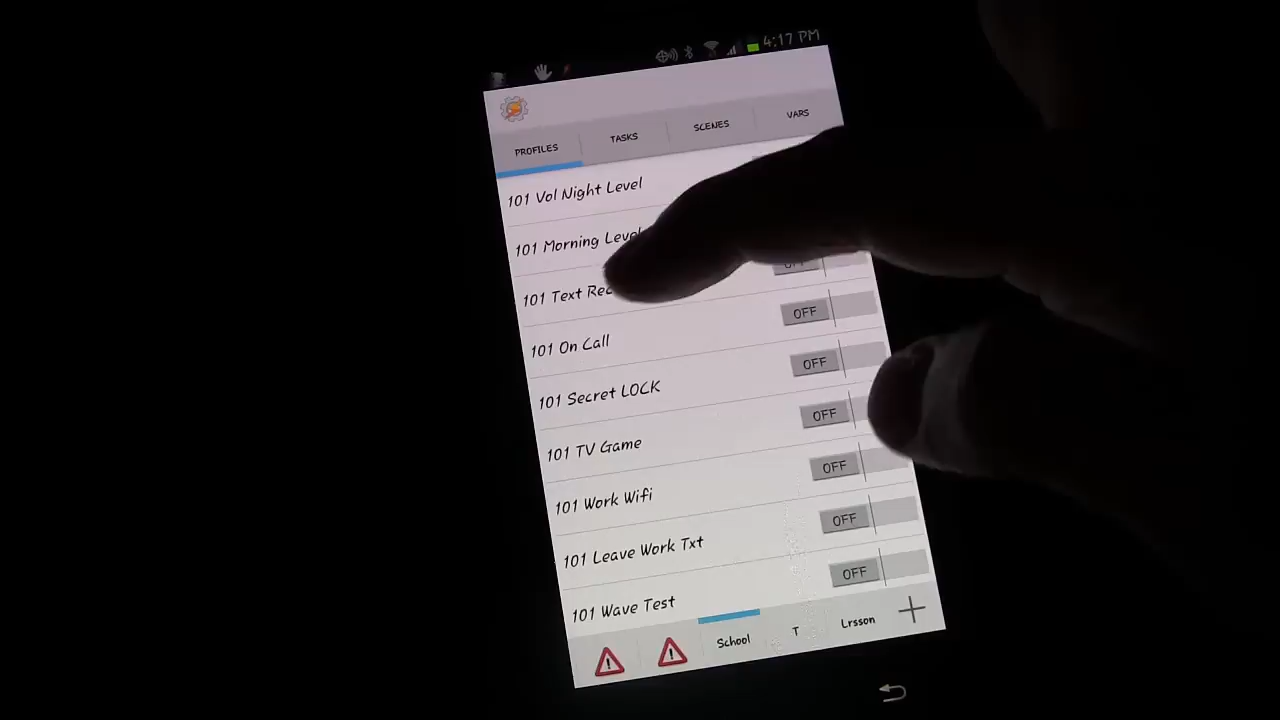 4:17 PM
PROFILES TASKS SCENES VARS
101 Vol Night Level
101 Morning Level
101 Text
101 On Call OFF
101 Secret LOCK OFF
101 TV Game OFF
101 Work Wifi OFF
101 Leave Work Txt OFF
101 Wave Test OFF
School T Lrsson